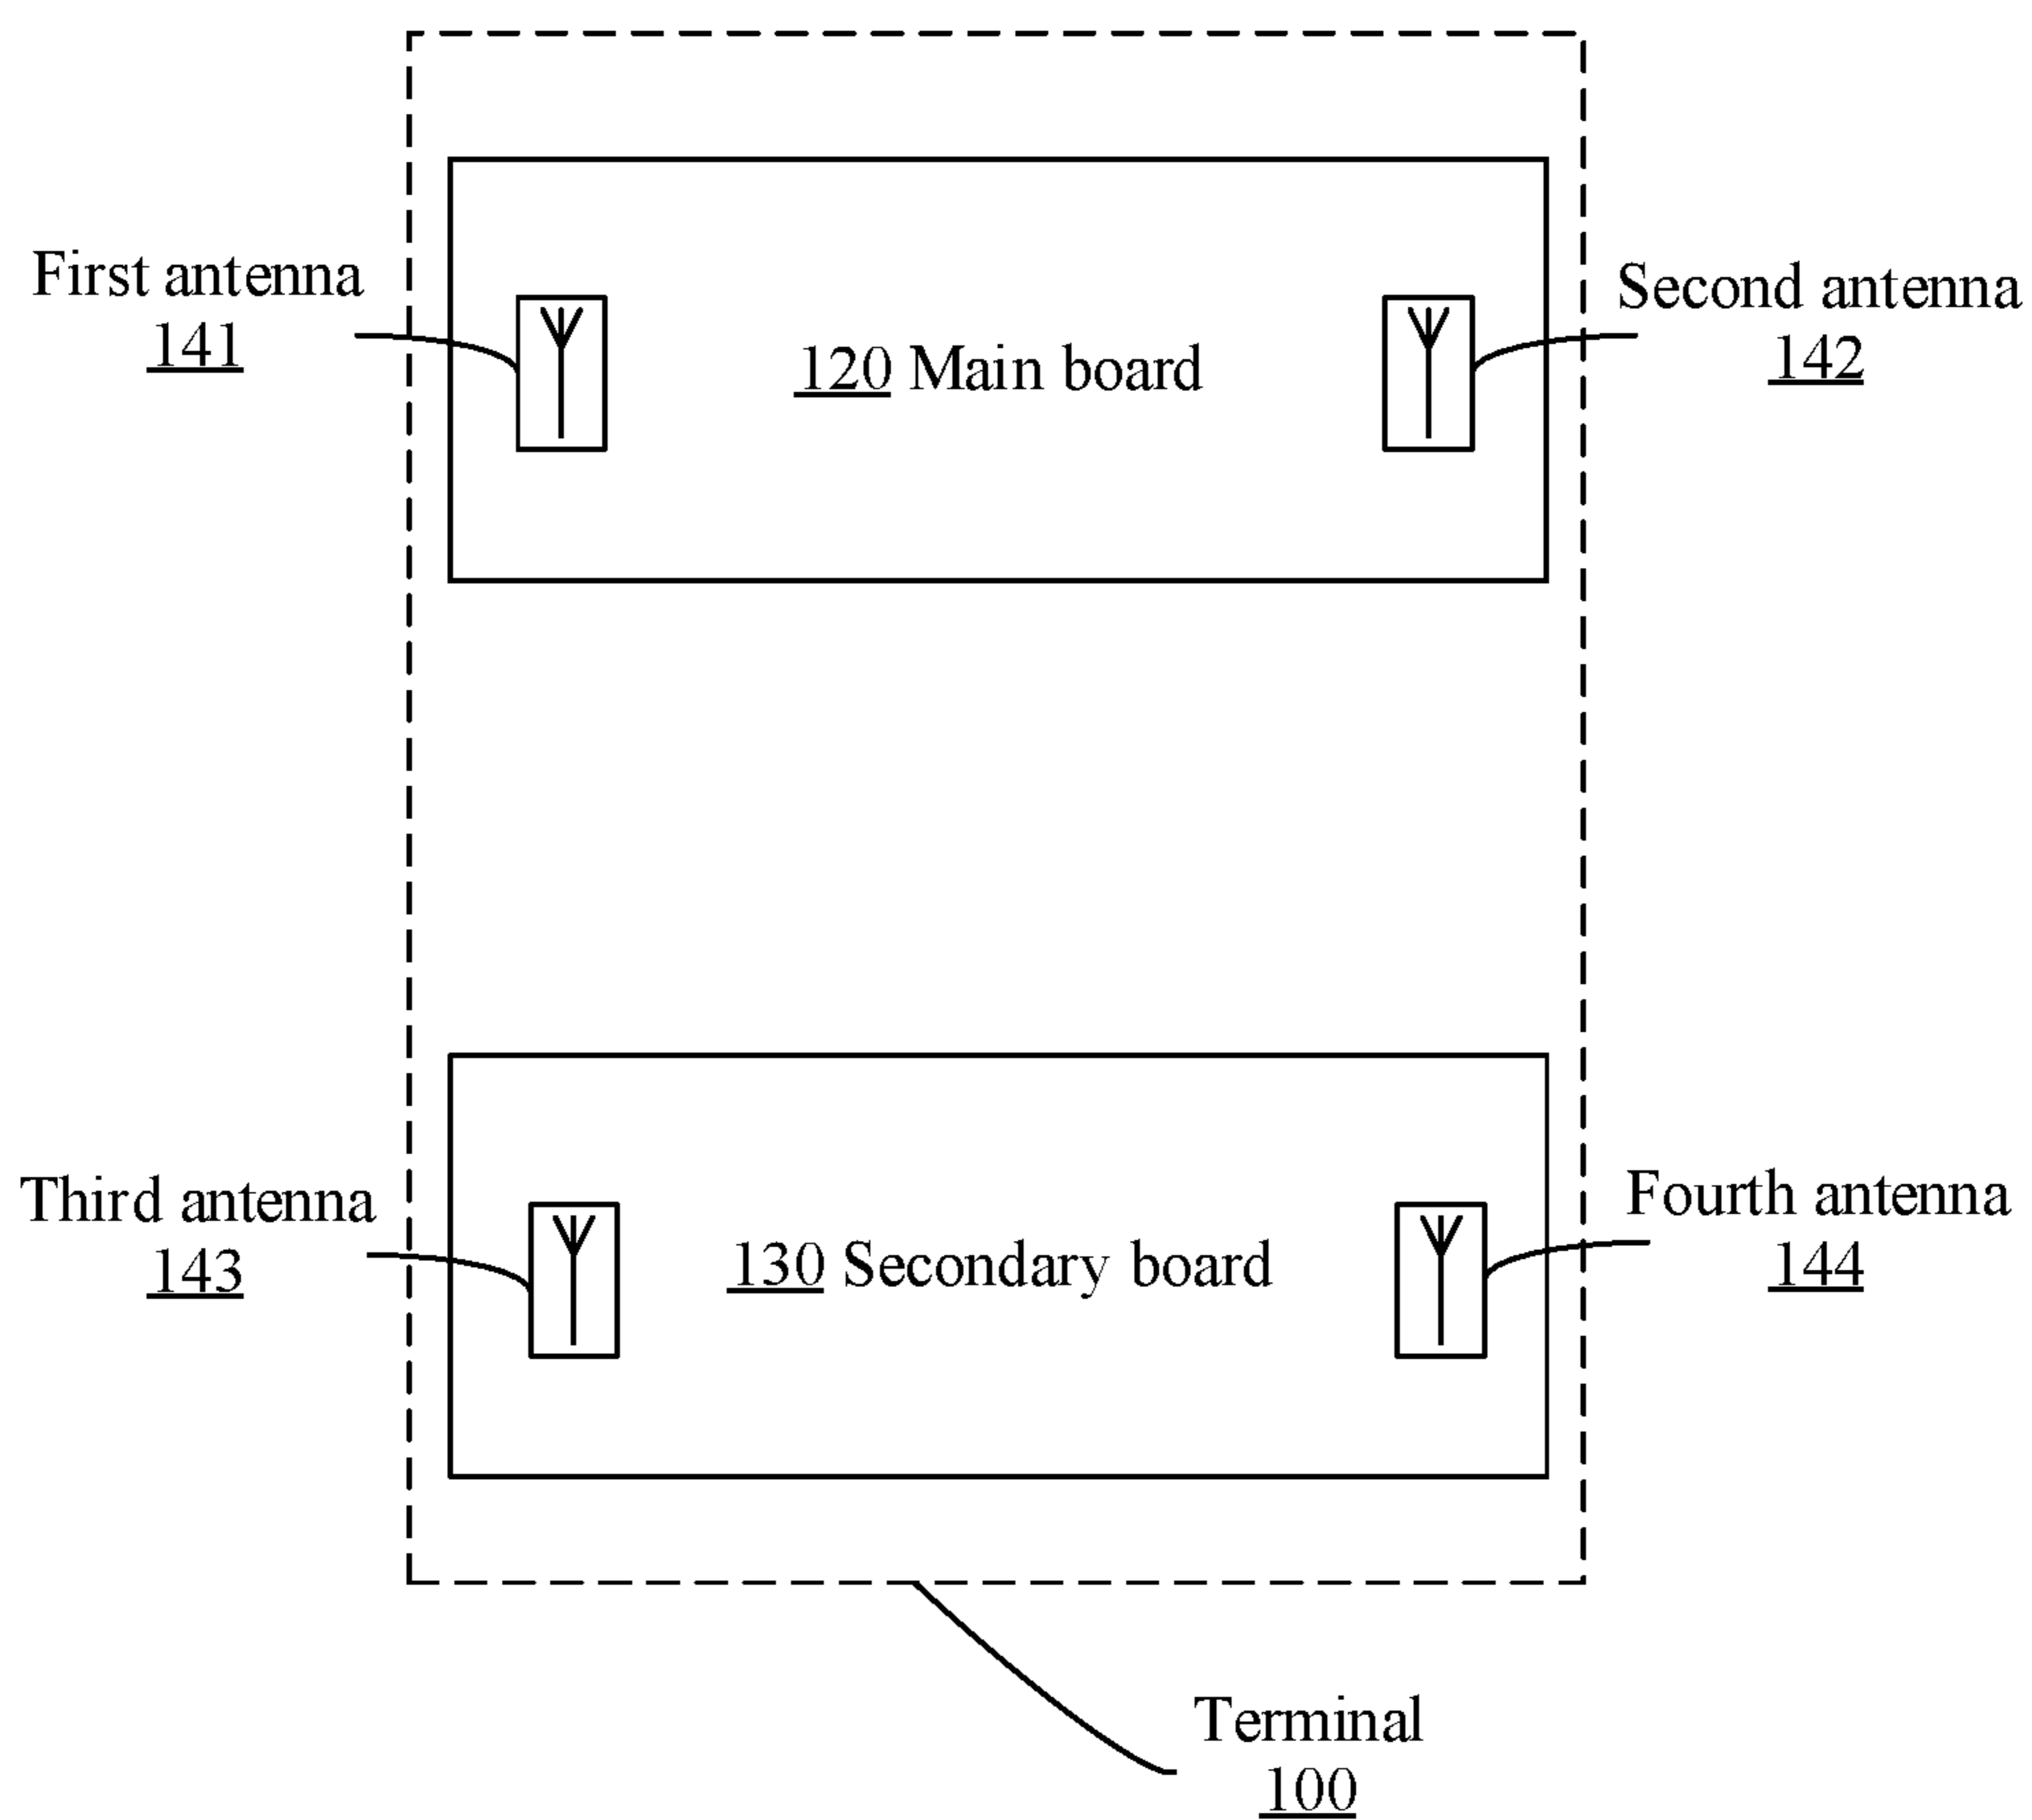 First antenna
141
Second antenna
142
120 Main board
Third antenna
143
Fourth antenna
144
130 Secondary board
Terminal
100